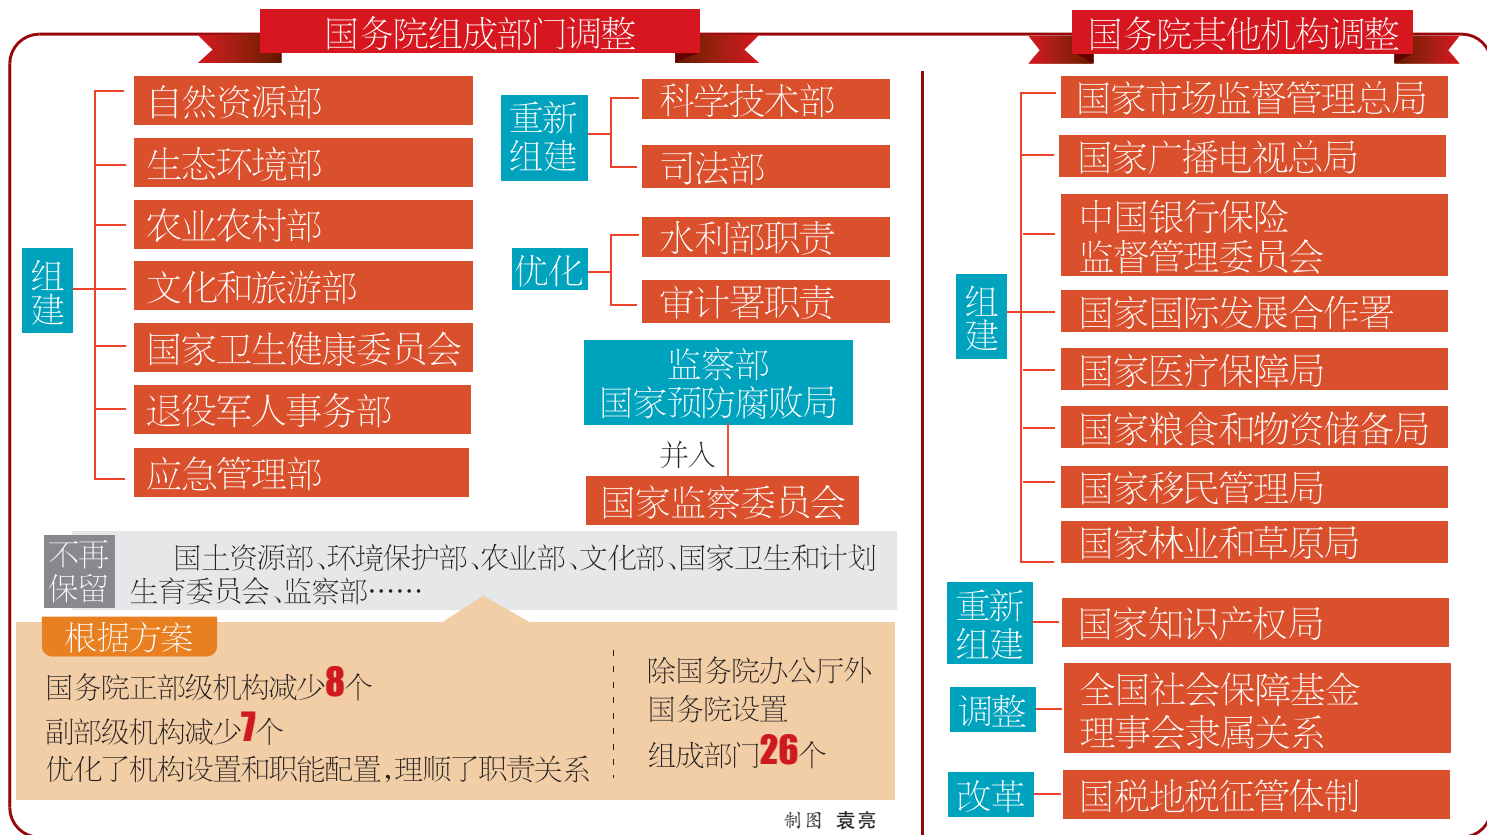 国务院组成部门调整
组建
自然资源部
生态环境部
农业农村部
文化和旅游部
国家卫生健康委员会
退役军人事务部
应急管理部
重新
组建
科学技术部
司法部
优化
水利部职责
审计署职责
监察部
国家预防腐败局
并入
国家监察委员会
不再
保留
国土资源部、环境保护部、农业部、文化部、国家卫生和计划
生育委员会、监察部……
根据方案
国务院正部级机构减少8个
副部级机构减少7个
优化了机构设置和职能配置,理顺了职责关系
除国务院办公厅外
国务院设置
组成部门26个
制图 袁亮
国务院其他机构调整
组建
国家市场监督管理总局
国家广播电视总局
中国银行保险
监督管理委员会
国家国际发展合作署
国家医疗保障局
国家粮食和物资储备局
国家移民管理局
国家林业和草原局
重新
组建
国家知识产权局
调整
全国社会保障基金
理事会隶属关系
改革
国税地税征管体制